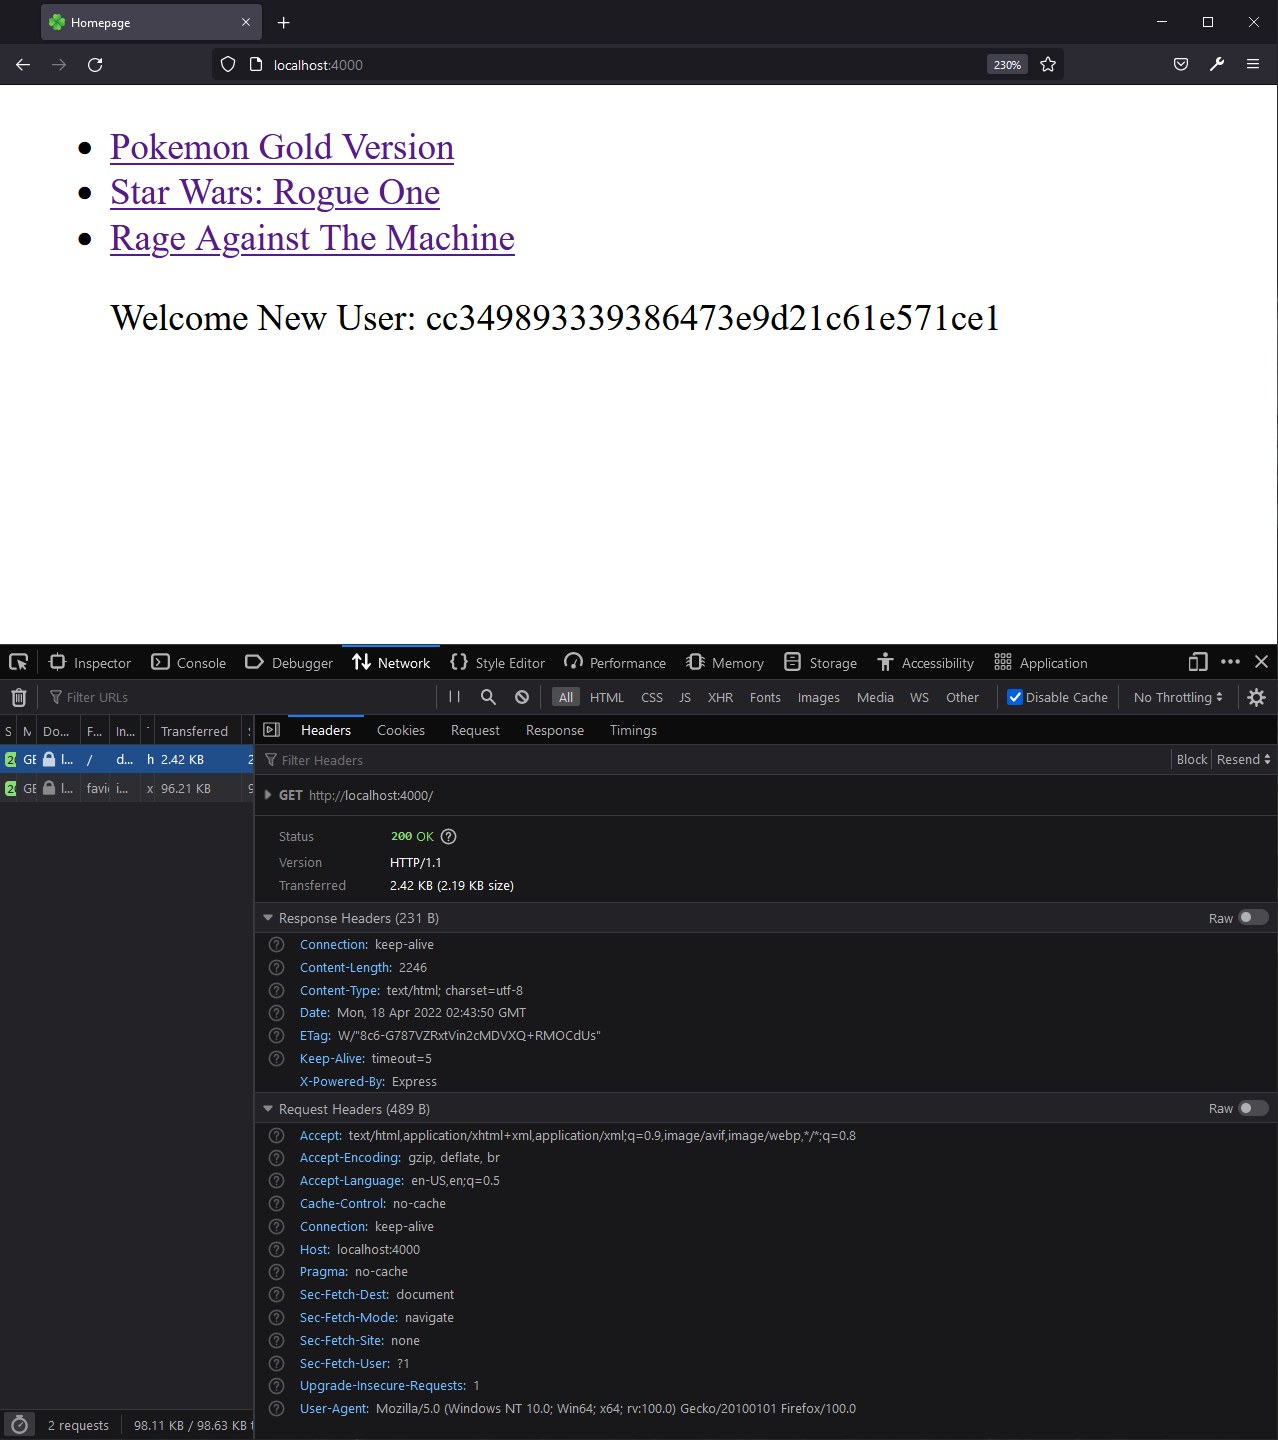 Homepage
localhost:4000
230%
Pokemon Gold Version
Star Wars: Rogue One
Rage Against The Machine
Welcome New User: cc349893339386473e9d21c61e571ce1
Inspector Console Debugger Network Style Editor Performance Memory Storage Accessibility Application
Filter URLs All HTML CSS JS XHR Fonts Images Media WS Other Disable Cache No Throttling
S M Do... F... In... Transferred
Headers Cookies Request Response Timings
GE l... / d... h 2.42 KB 2
GE l... favi i... x 96.21 KB 9
Filter Headers Block Resend
GET http://localhost:4000/
Status 200 OK
Version HTTP/1.1
Transferred 2.42 KB (2.19 KB size)
Response Headers (231 B) Raw
Connection: keep-alive
Content-Length: 2246
Content-Type: text/html; charset=utf-8
Date: Mon, 18 Apr 2022 02:43:50 GMT
ETag: W/"8c6-G787VZRxtVin2cMDVXQ+RMOCdUs"
Keep-Alive: timeout=5
X-Powered-By: Express
Request Headers (489 B) Raw
Accept: text/html,application/xhtml+xml,application/xml;q=0.9,image/avif,image/webp,*/*;q=0.8
Accept-Encoding: gzip, deflate, br
Accept-Language: en-US,en;q=0.5
Cache-Control: no-cache
Connection: keep-alive
Host: localhost:4000
Pragma: no-cache
Sec-Fetch-Dest: document
Sec-Fetch-Mode: navigate
Sec-Fetch-Site: none
Sec-Fetch-User: ?1
Upgrade-Insecure-Requests: 1
User-Agent: Mozilla/5.0 (Windows NT 10.0; Win64; x64; rv:100.0) Gecko/20100101 Firefox/100.0
2 requests 98.11 KB / 98.63 KB